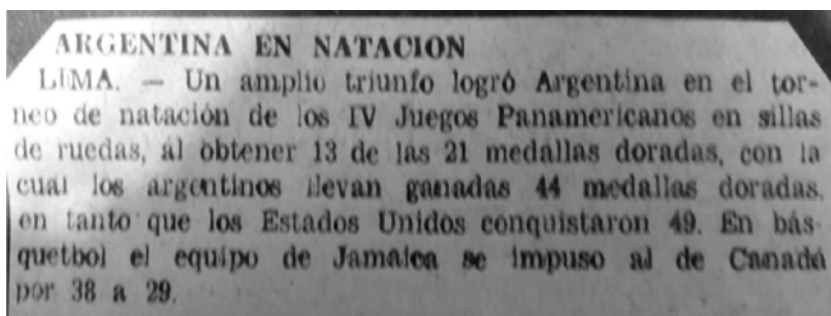 ARGENTINA EN NATACION
LIMA. — Un amplio triunfo logró Argentina en el tor-
neo de natación de los IV Juegos Panamericanos en sillas
de ruedas, al obtener 13 de las 21 medallas doradas, con la
cual los argentinos llevan ganadas 44 medallas doradas,
en tanto que los Estados Unidos conquistaron 49. En bás-
quetbol el equipo de Jamaica se impuso al de Canadá
por 38 a 29.